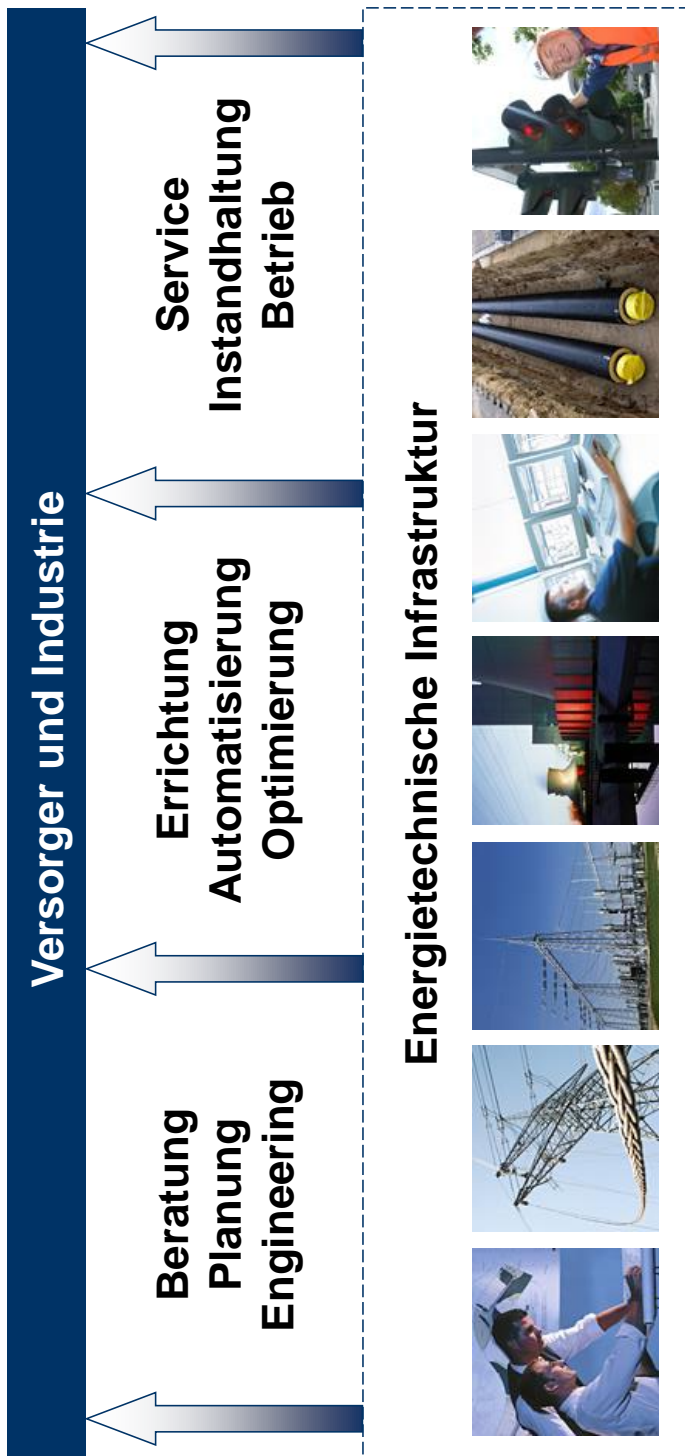 Versorger und Industrie
Beratung
Planung
Engineering
Errichtung
Automatisierung
Optimierung
Service
Instandhaltung
Betrieb
Energietechnische Infrastruktur